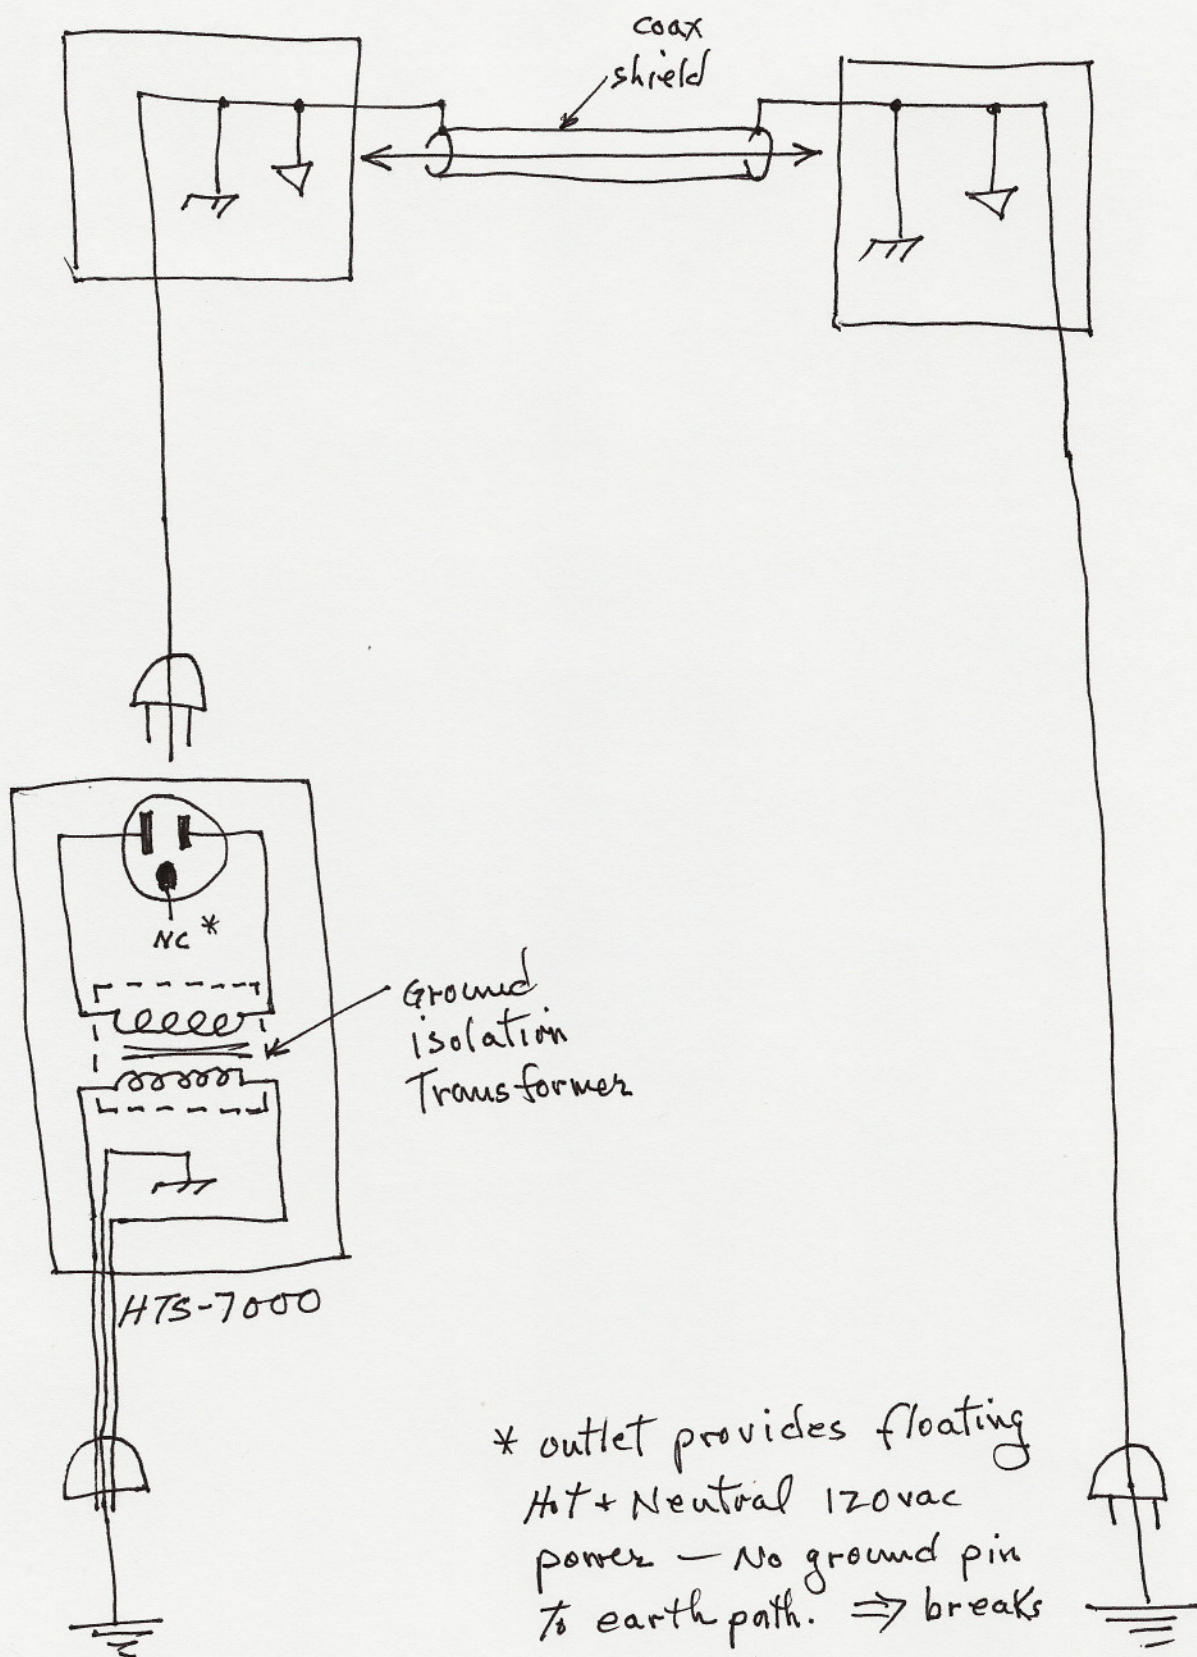 coax
shield
NC *
Ground
isolation
Transformer
HTS-7000
* outlet provides floating
Hot + Neutral 120vac
power — No ground pin
to earth path. ⇒ breaks